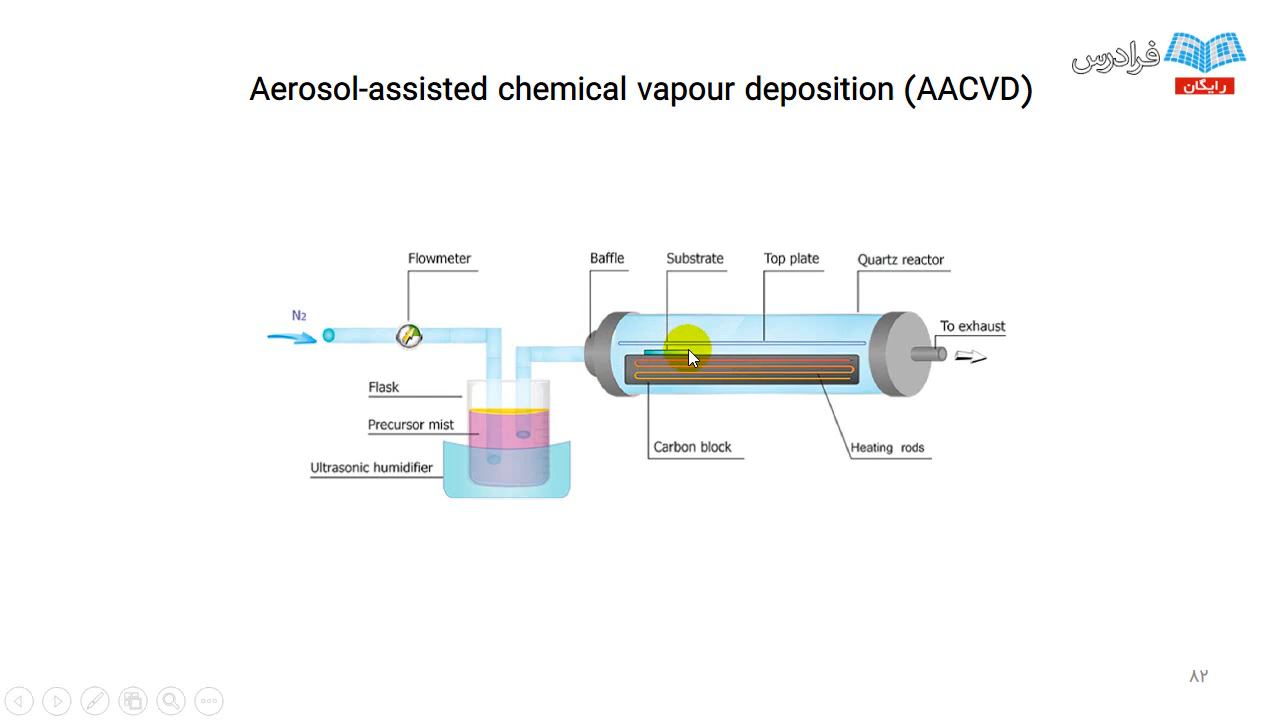 فرادرس
رایگان
Aerosol-assisted chemical vapour deposition (AACVD)
Flowmeter
Baffle
Substrate
Top plate
Quartz reactor
N2
To exhaust
Flask
Precursor mist
Ultrasonic humidifier
Carbon block
Heating rods
۸۲